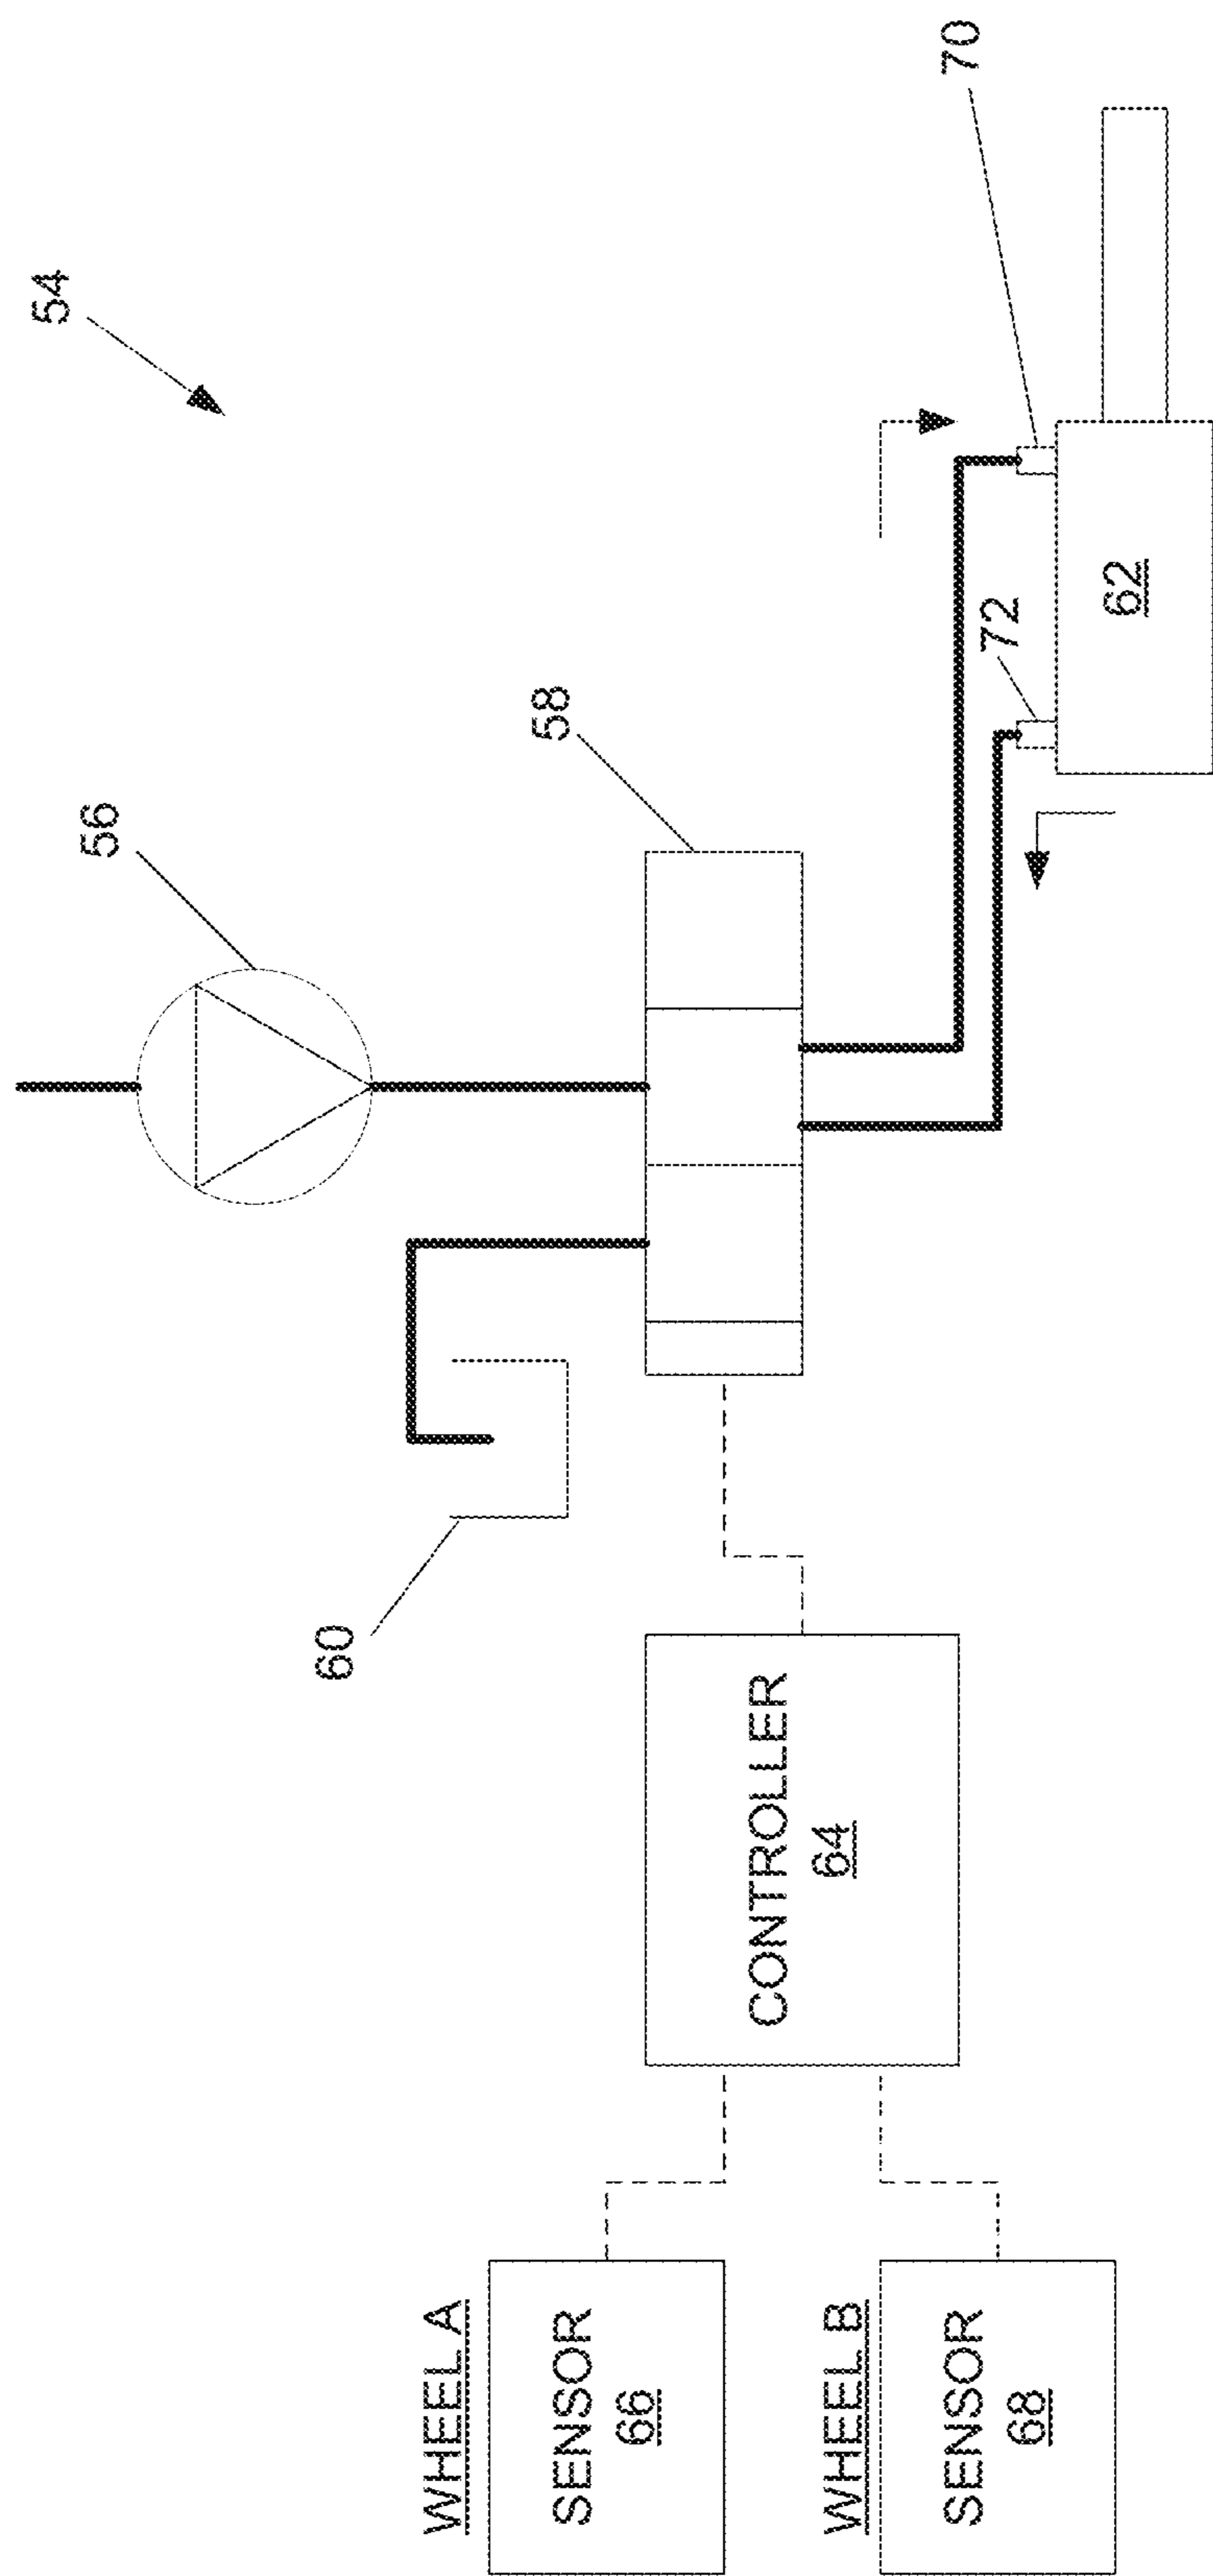 54
56
58
70
72
62
60
CONTROLLER
64
WHEEL A
SENSOR
66
WHEEL B
SENSOR
68